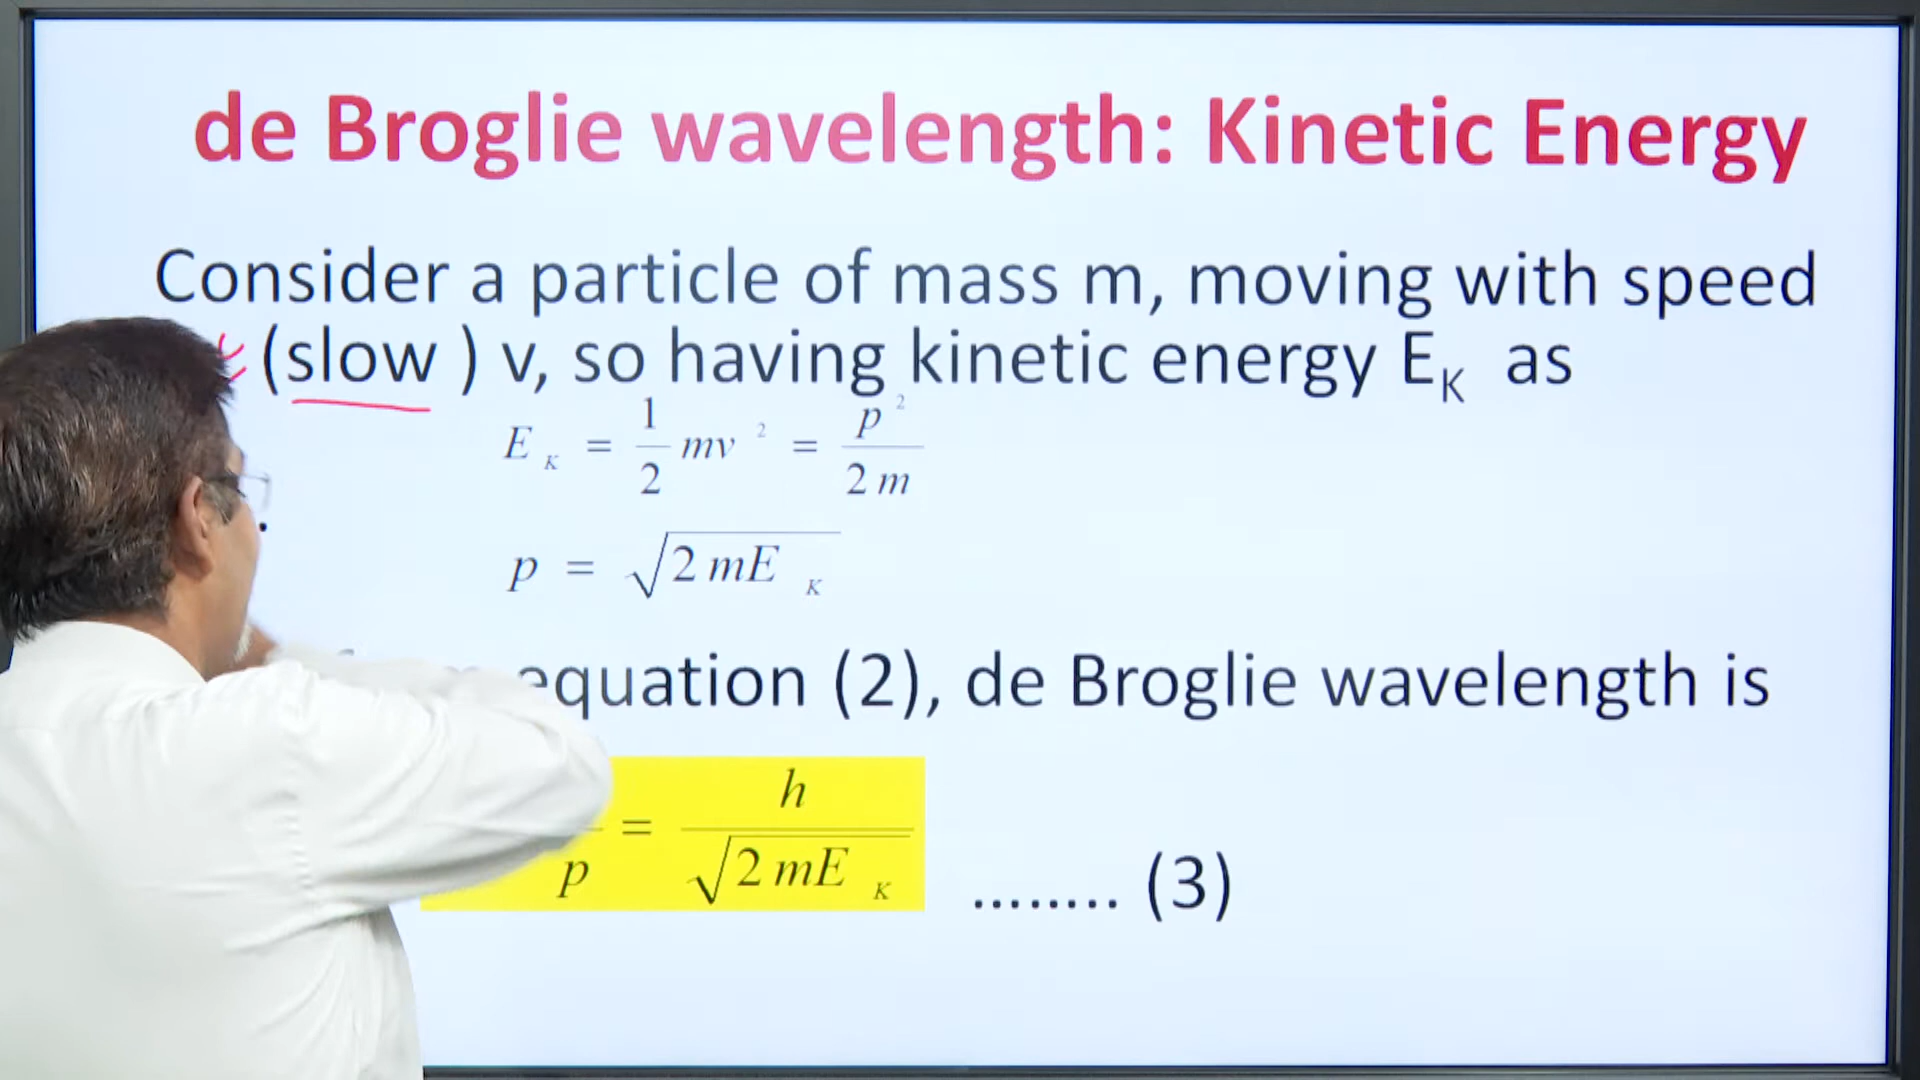 de Broglie wavelength: Kinetic Energy
Consider a particle of mass m, moving with speed
(slow ) v, so having kinetic energy E_K as
E_K = 1/2 mv^2 = p^2/2m
.
p = √(2mE_K)
equation (2), de Broglie wavelength is
p = h/√(2mE_K) ........ (3)